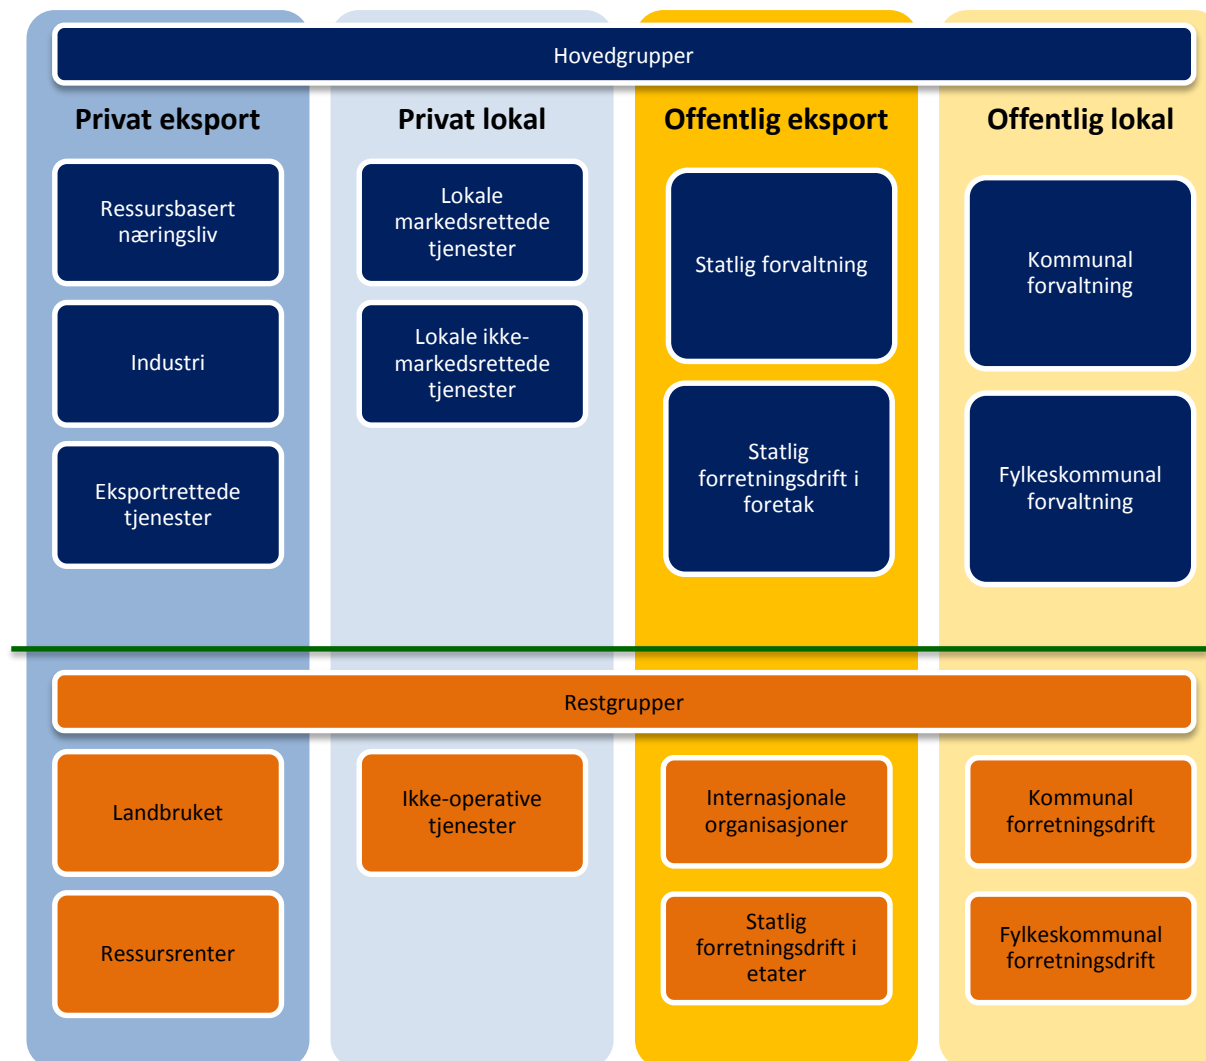 Hovedgrupper
Privat eksport
Privat lokal
Offentlig eksport
Offentlig lokal
Ressursbasert
næringsliv
Industri
Eksportrettede
tjenester
Lokale
markedsrettede
tjenester
Lokale ikke-
markedsrettede
tjenester
Statlig forvaltning
Statlig
forretningsdrift i
foretak
Kommunal
forvaltning
Fylkeskommunal
forvaltning
Restgrupper
Landbruket
Ressursrenter
Ikke-operative
tjenester
Internasjonale
organisasjoner
Statlig
forretningsdrift i
etater
Kommunal
forretningsdrift
Fylkeskommunal
forretningsdrift